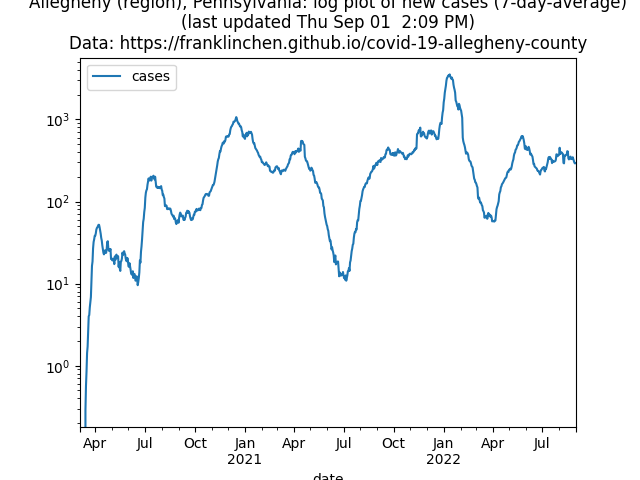 Allegheny (region), Pennsylvania: log plot of new cases (7-day-average)
(last updated Thu Sep 01  2:09 PM)
Data: https://franklinchen.github.io/covid-19-allegheny-county
cases
10³
10²
10¹
10⁰
Apr Jul Oct Jan Apr Jul Oct Jan Apr Jul
2021 2022
date